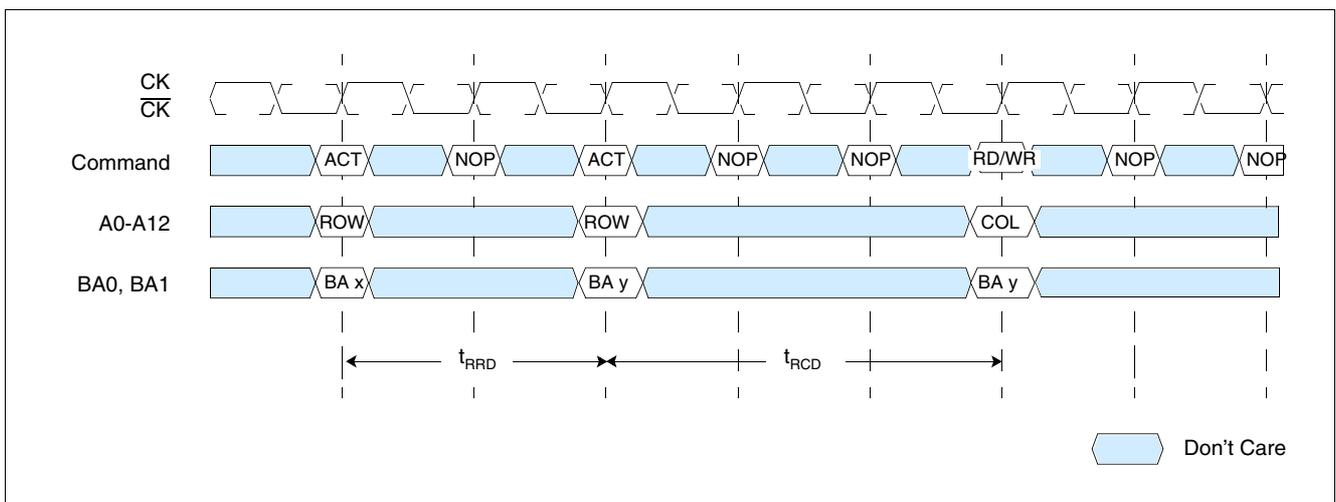 CK
CK
Command ACT NOP ACT NOP NOP RD/WR NOP NOP
A0-A12 ROW ROW COL
BA0, BA1 BA x BA y BA y
tRRD tRCD
Don't Care